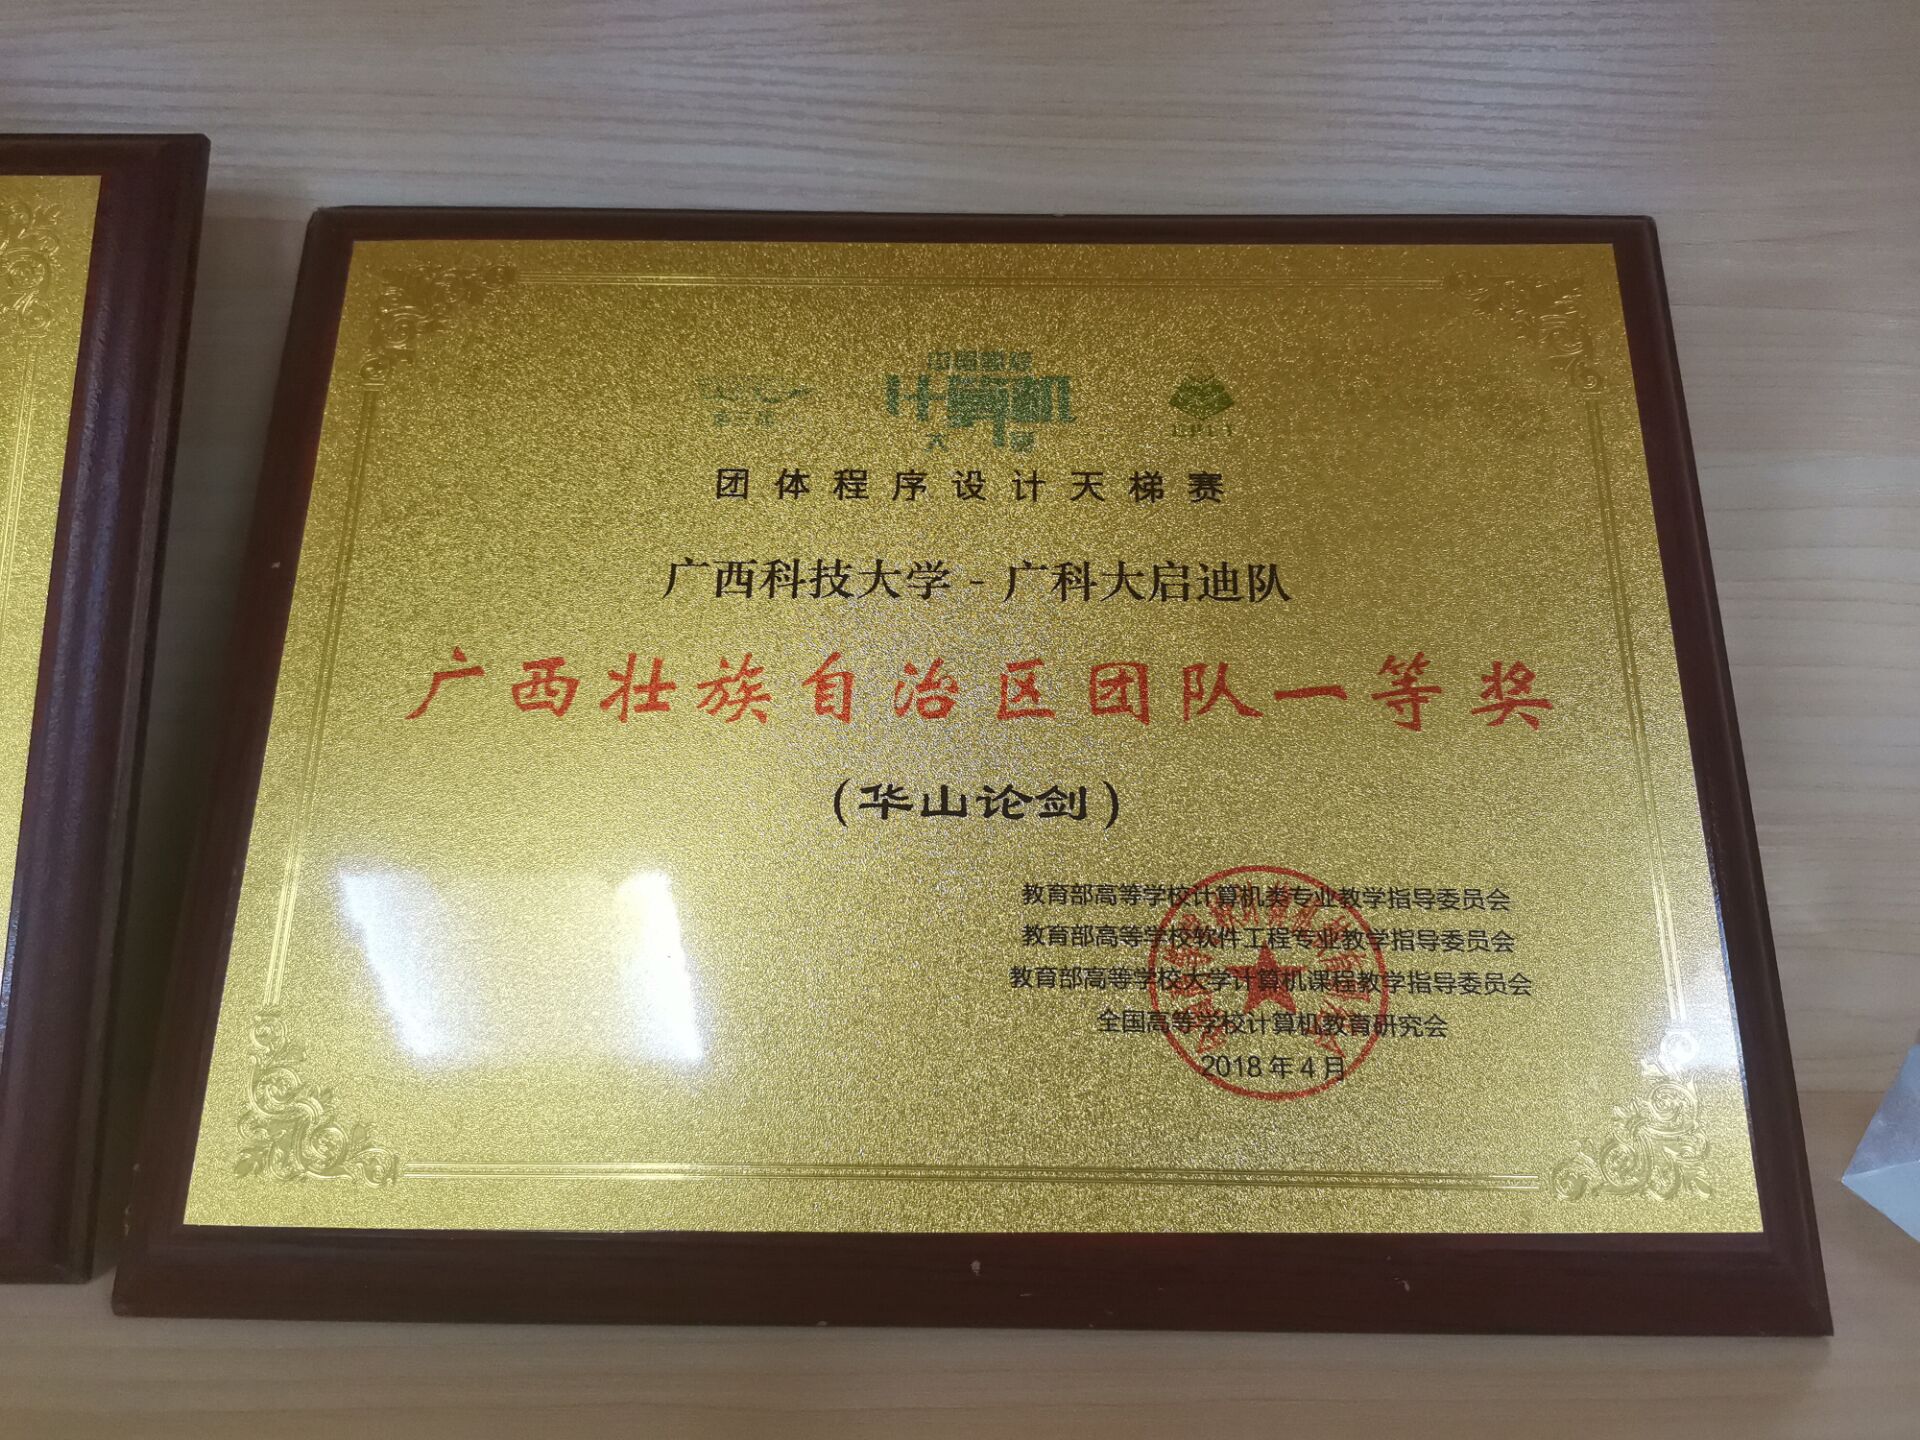 中国高校
计算机
大赛
团体程序设计天梯赛
广西科技大学-广科大启迪队
广西壮族自治区团队一等奖
(华山论剑)
教育部高等学校计算机类专业教学指导委员会
教育部高等学校软件工程专业教学指导委员会
教育部高等学校大学计算机课程教学指导委员会
全国高等学校计算机教育研究会
2018年4月